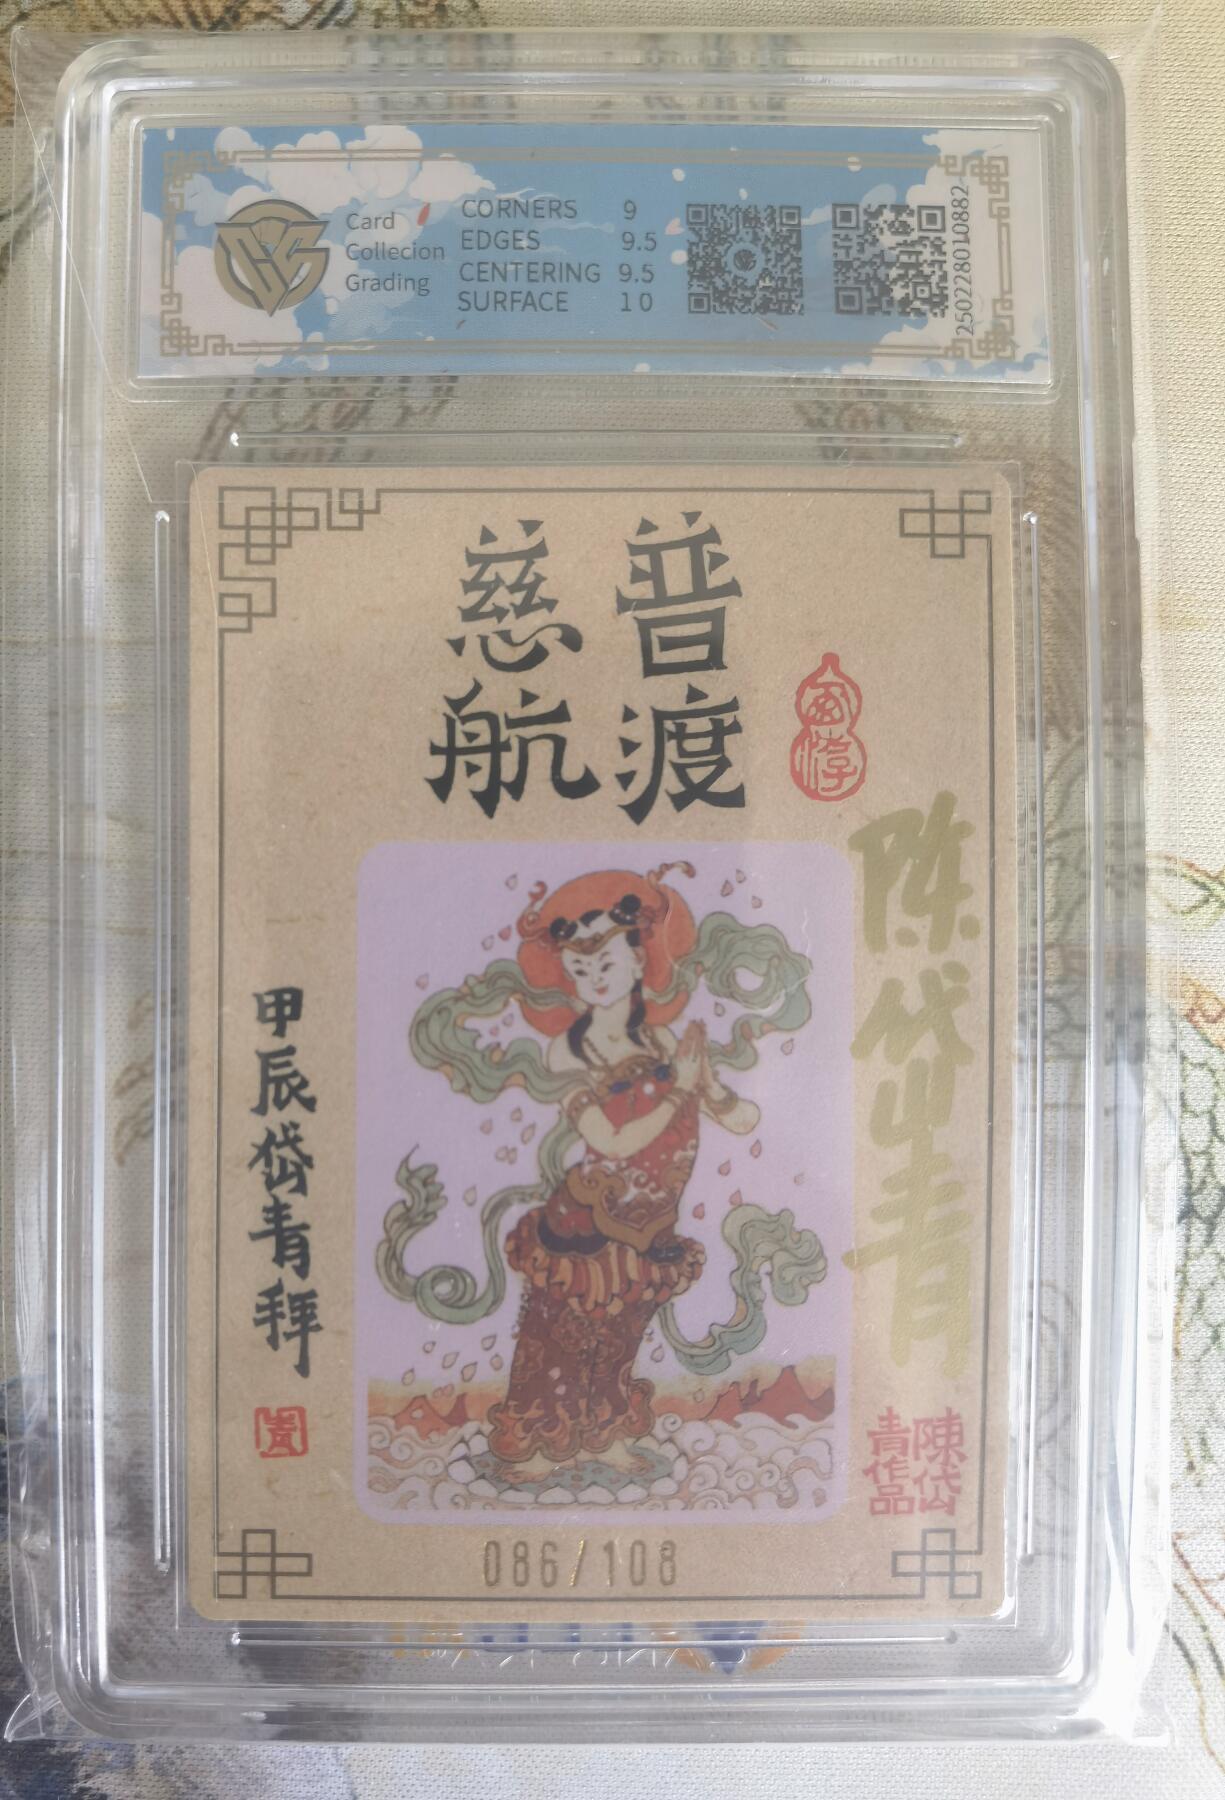 Card
Collecion
Grading
CORNERS 9
EDGES 9.5
CENTERING 9.5
SURFACE 10
250228010882
普渡
慈航
陈岱青
甲辰岱青拜
陳岱
青作品
086/108